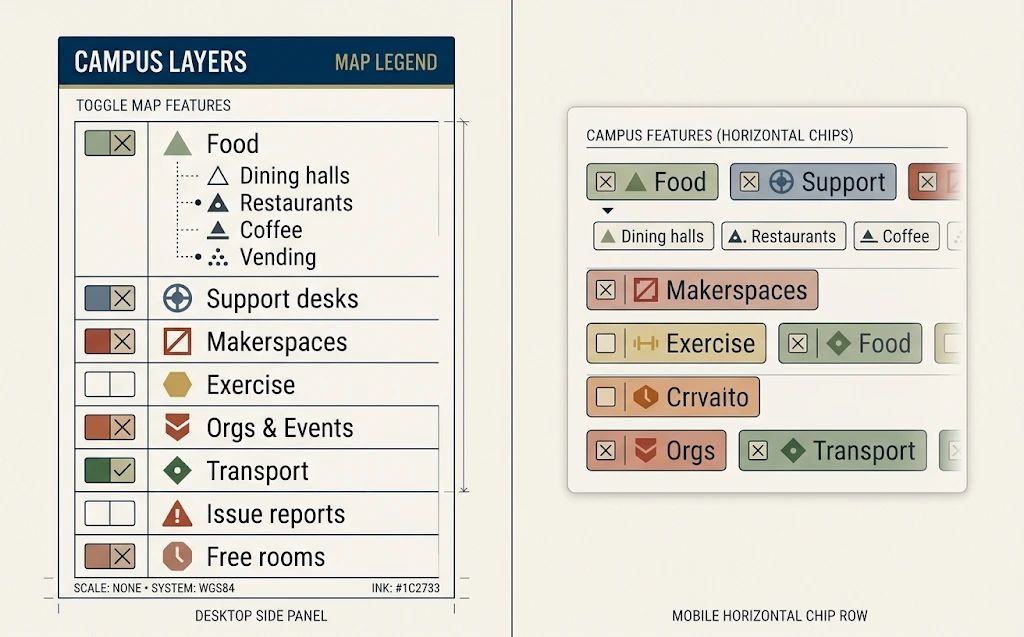 CAMPUS LAYERS MAP LEGEND
TOGGLE MAP FEATURES
Food
Dining halls
Restaurants
Coffee
Vending
Support desks
Makerspaces
Exercise
Orgs & Events
Transport
Issue reports
Free rooms
SCALE: NONE • SYSTEM: WGS84 INK: #1C2733
DESKTOP SIDE PANEL
CAMPUS FEATURES (HORIZONTAL CHIPS)
Food Support
Dining halls Restaurants Coffee
Makerspaces
Exercise Food
Crrvaito
Orgs Transport
MOBILE HORIZONTAL CHIP ROW